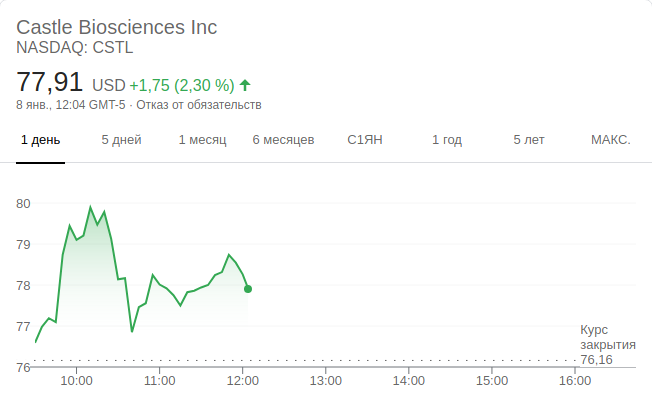 Castle Biosciences Inc
NASDAQ: CSTL
77,91 USD +1,75 (2,30 %)
8 янв., 12:04 GMT-5 · Отказ от обязательств
1 день 5 дней 1 месяц 6 месяцев С1ЯН 1 год 5 лет МАКС.
80
79
78
77
76
Курс
закрытия
76,16
10:00 11:00 12:00 13:00 14:00 15:00 16:00